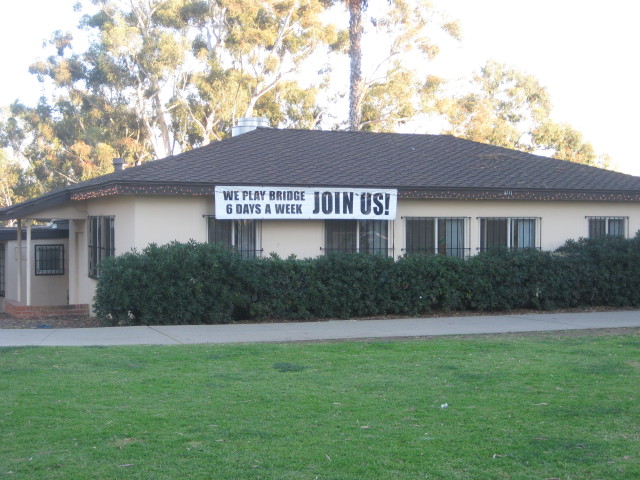 WE PLAY BRIDGE
6 DAYS A WEEK
JOIN US!